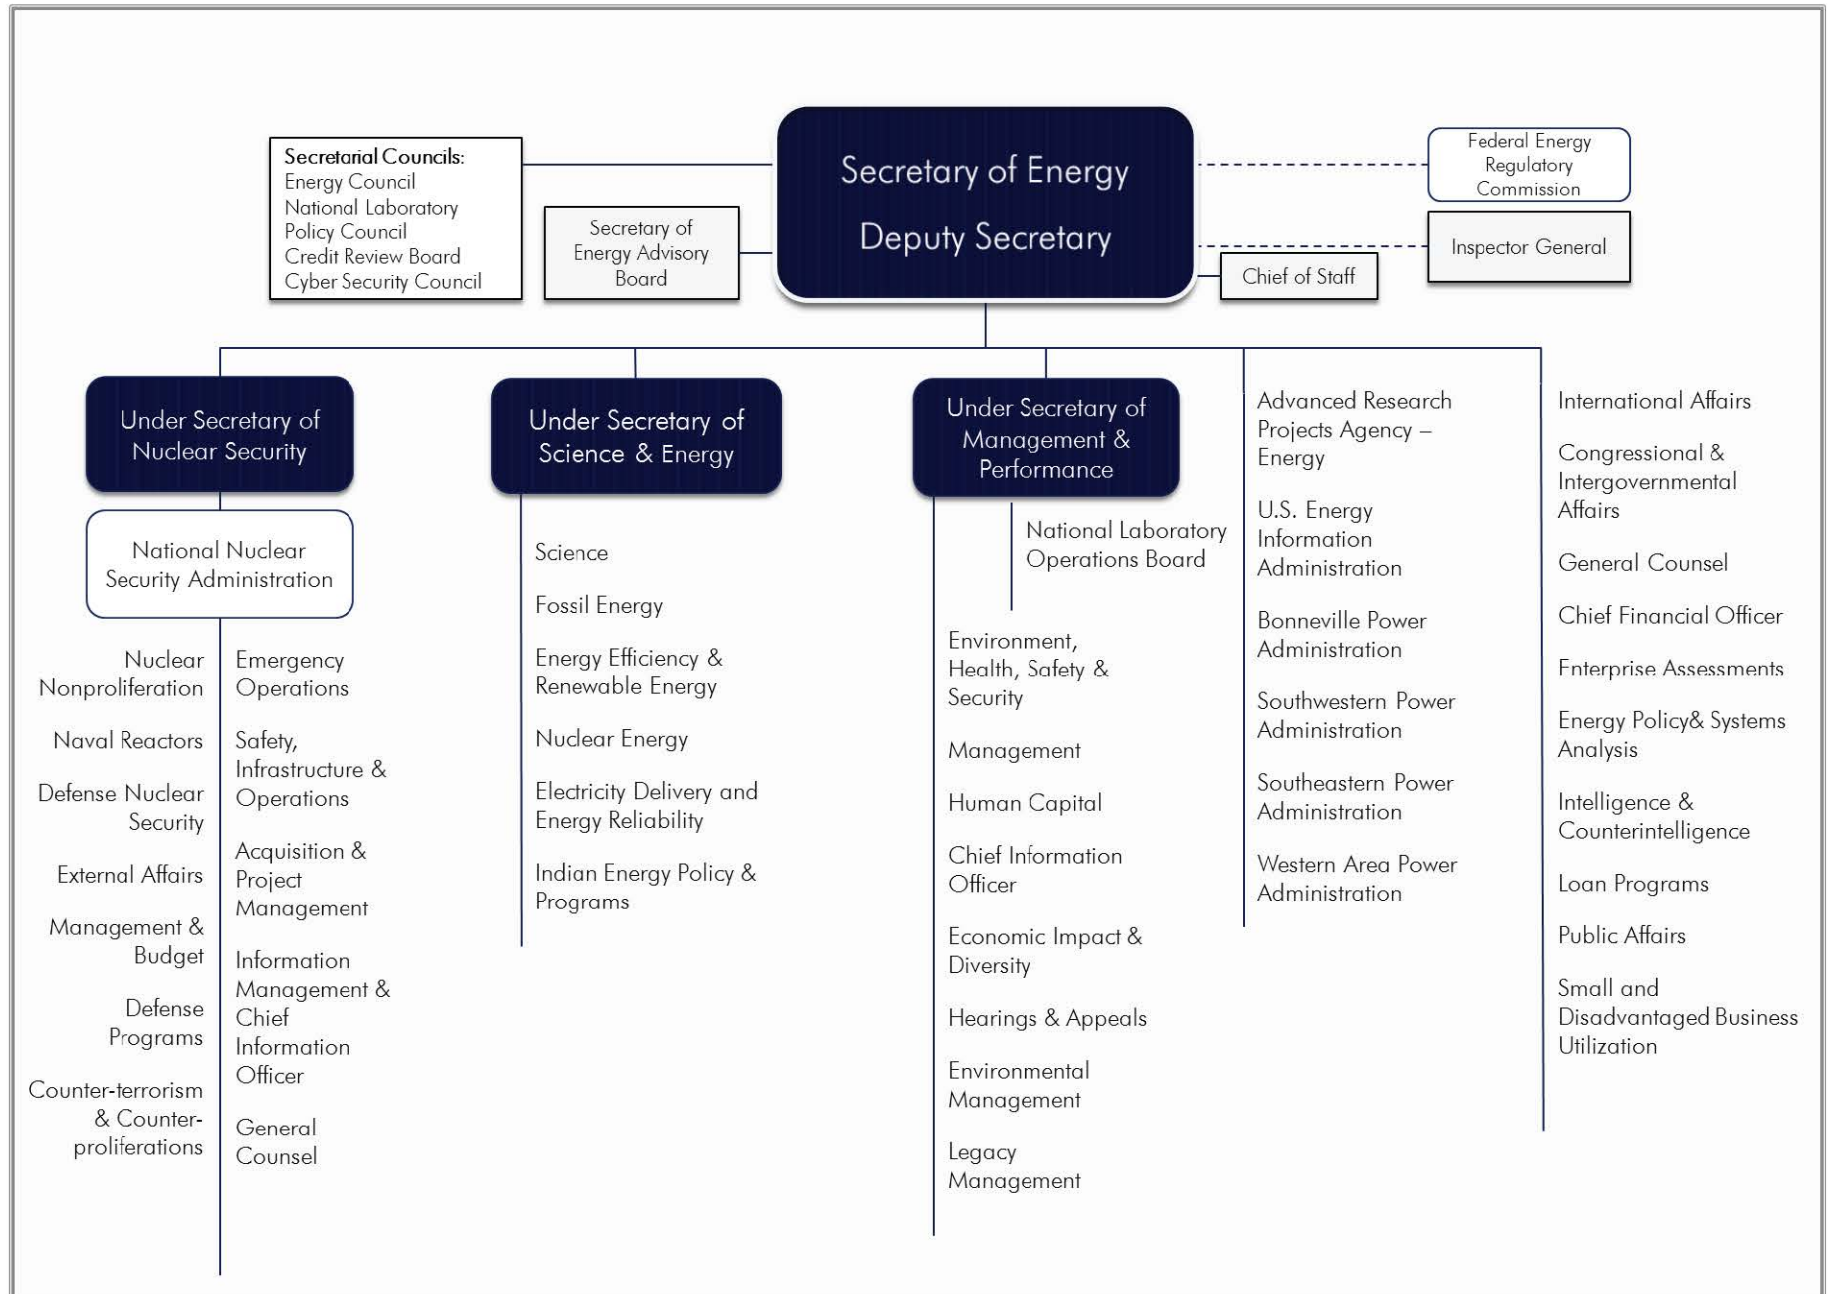 Secretarial Councils:
Energy Council
National Laboratory
Policy Council
Credit Review Board
Cyber Security Council
Secretary of
Energy Advisory
Board
Secretary of Energy
Deputy Secretary
Chief of Staff
Federal Energy
Regulatory
Commission
Inspector General
Under Secretary of
Nuclear Security
National Nuclear
Security Administration
Nuclear
Nonproliferation
Naval Reactors
Defense Nuclear
Security
External Affairs
Management &
Budget
Defense
Programs
Counter-terrorism
& Counter-
proliferations
Emergency
Operations
Safety,
Infrastructure &
Operations
Acquisition &
Project
Management
Information
Management &
Chief
Information
Officer
General
Counsel
Under Secretary of
Science & Energy
Science
Fossil Energy
Energy Efficiency &
Renewable Energy
Nuclear Energy
Electricity Delivery and
Energy Reliability
Indian Energy Policy &
Programs
Under Secretary of
Management &
Performance
National Laboratory
Operations Board
Environment,
Health, Safety &
Security
Management
Human Capital
Chief Information
Officer
Economic Impact &
Diversity
Hearings & Appeals
Environmental
Management
Legacy
Management
Advanced Research
Projects Agency –
Energy
U.S. Energy
Information
Administration
Bonneville Power
Administration
Southwestern Power
Administration
Southeastern Power
Administration
Western Area Power
Administration
International Affairs
Congressional &
Intergovernmental
Affairs
General Counsel
Chief Financial Officer
Enterprise Assessments
Energy Policy& Systems
Analysis
Intelligence &
Counterintelligence
Loan Programs
Public Affairs
Small and
Disadvantaged Business
Utilization